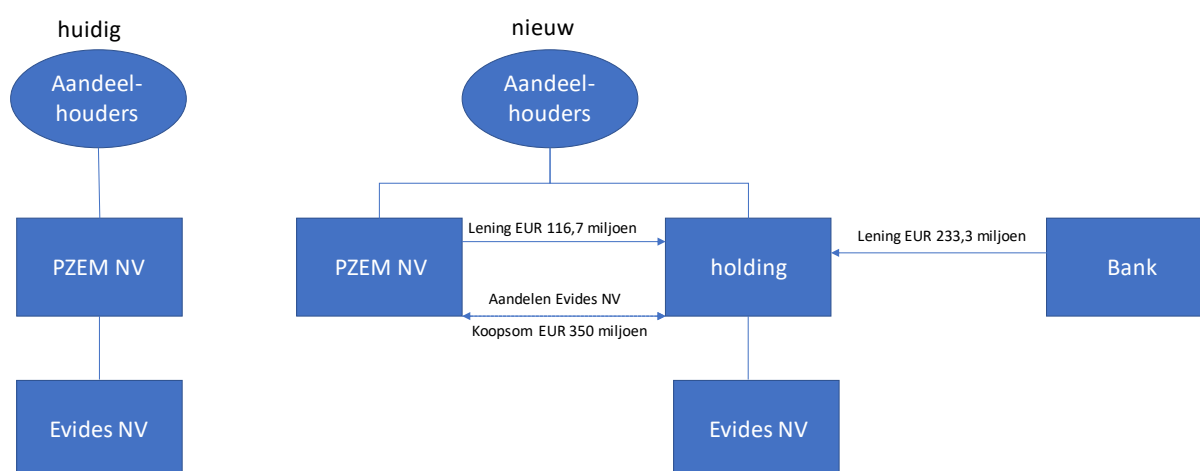 huidig
nieuw
Aandeel-
houders
Aandeel-
houders
Lening EUR 116,7 miljoen
Lening EUR 233,3 miljoen
PZEM NV
PZEM NV
holding
Bank
Aandelen Evides NV
Koopsom EUR 350 miljoen
Evides NV
Evides NV